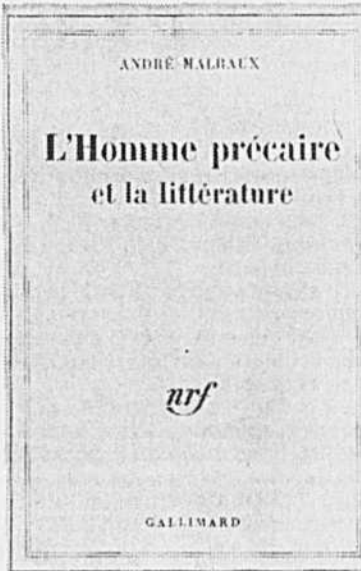 ANDRÉ MALRAUX
L'Homme précaire
et la littérature
nrf
GALLIMARD